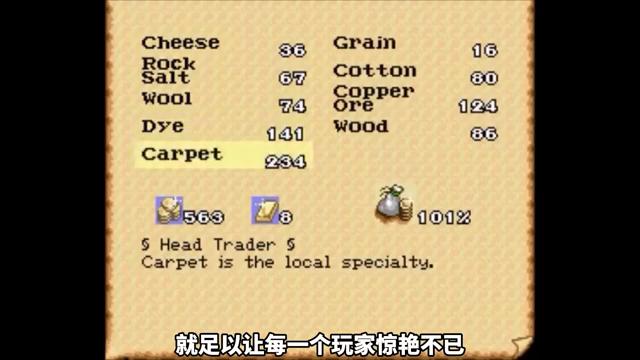 Cheese 36
Rock Salt 67
Wool 74
Dye 141
Carpet 234
Grain 16
Cotton 80
Copper Ore 124
Wood 86
563 8 101%
§ Head Trader §
Carpet is the local specialty.
就足以让每一个玩家惊艳不已